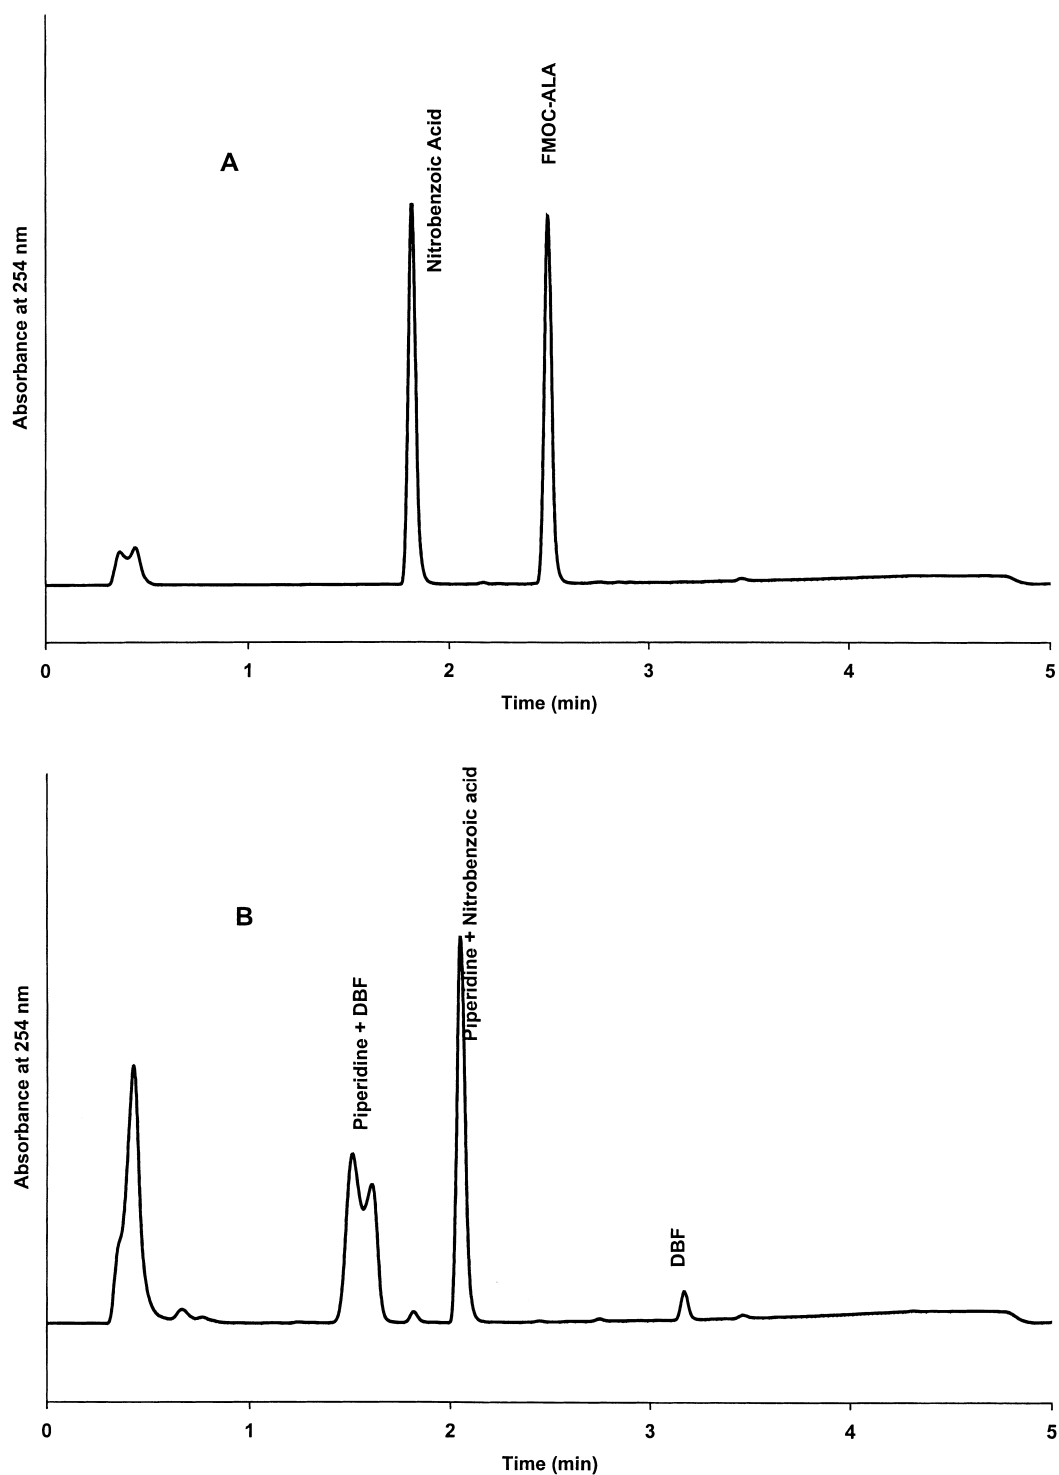 A
Nitrobenzoic Acid
FMOC-ALA
Absorbance at 254 nm
0 1 2 3 4 5
Time (min)
B
Piperidine + DBF
Piperidine + Nitrobenzoic acid
DBF
Absorbance at 254 nm
0 1 2 3 4 5
Time (min)